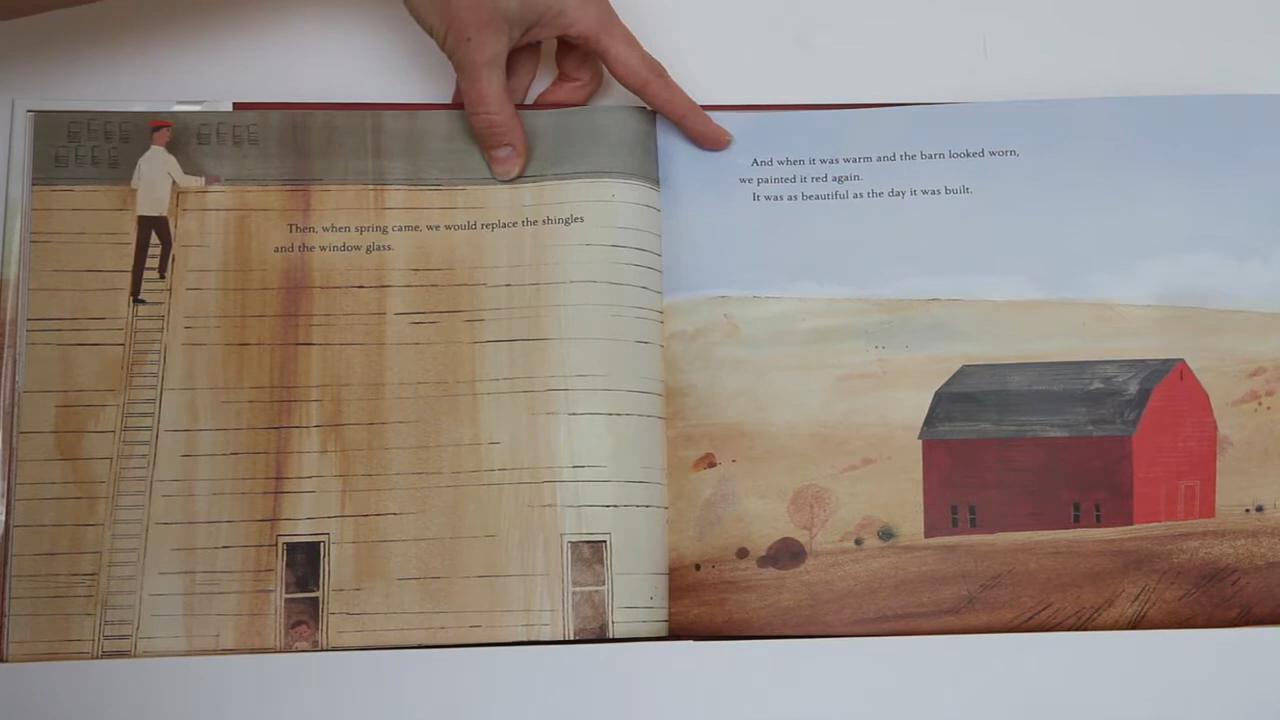 Then, when spring came, we would replace the shingles
and the window glass.
And when it was warm and the barn looked worn,
we painted it red again.
It was as beautiful as the day it was built.